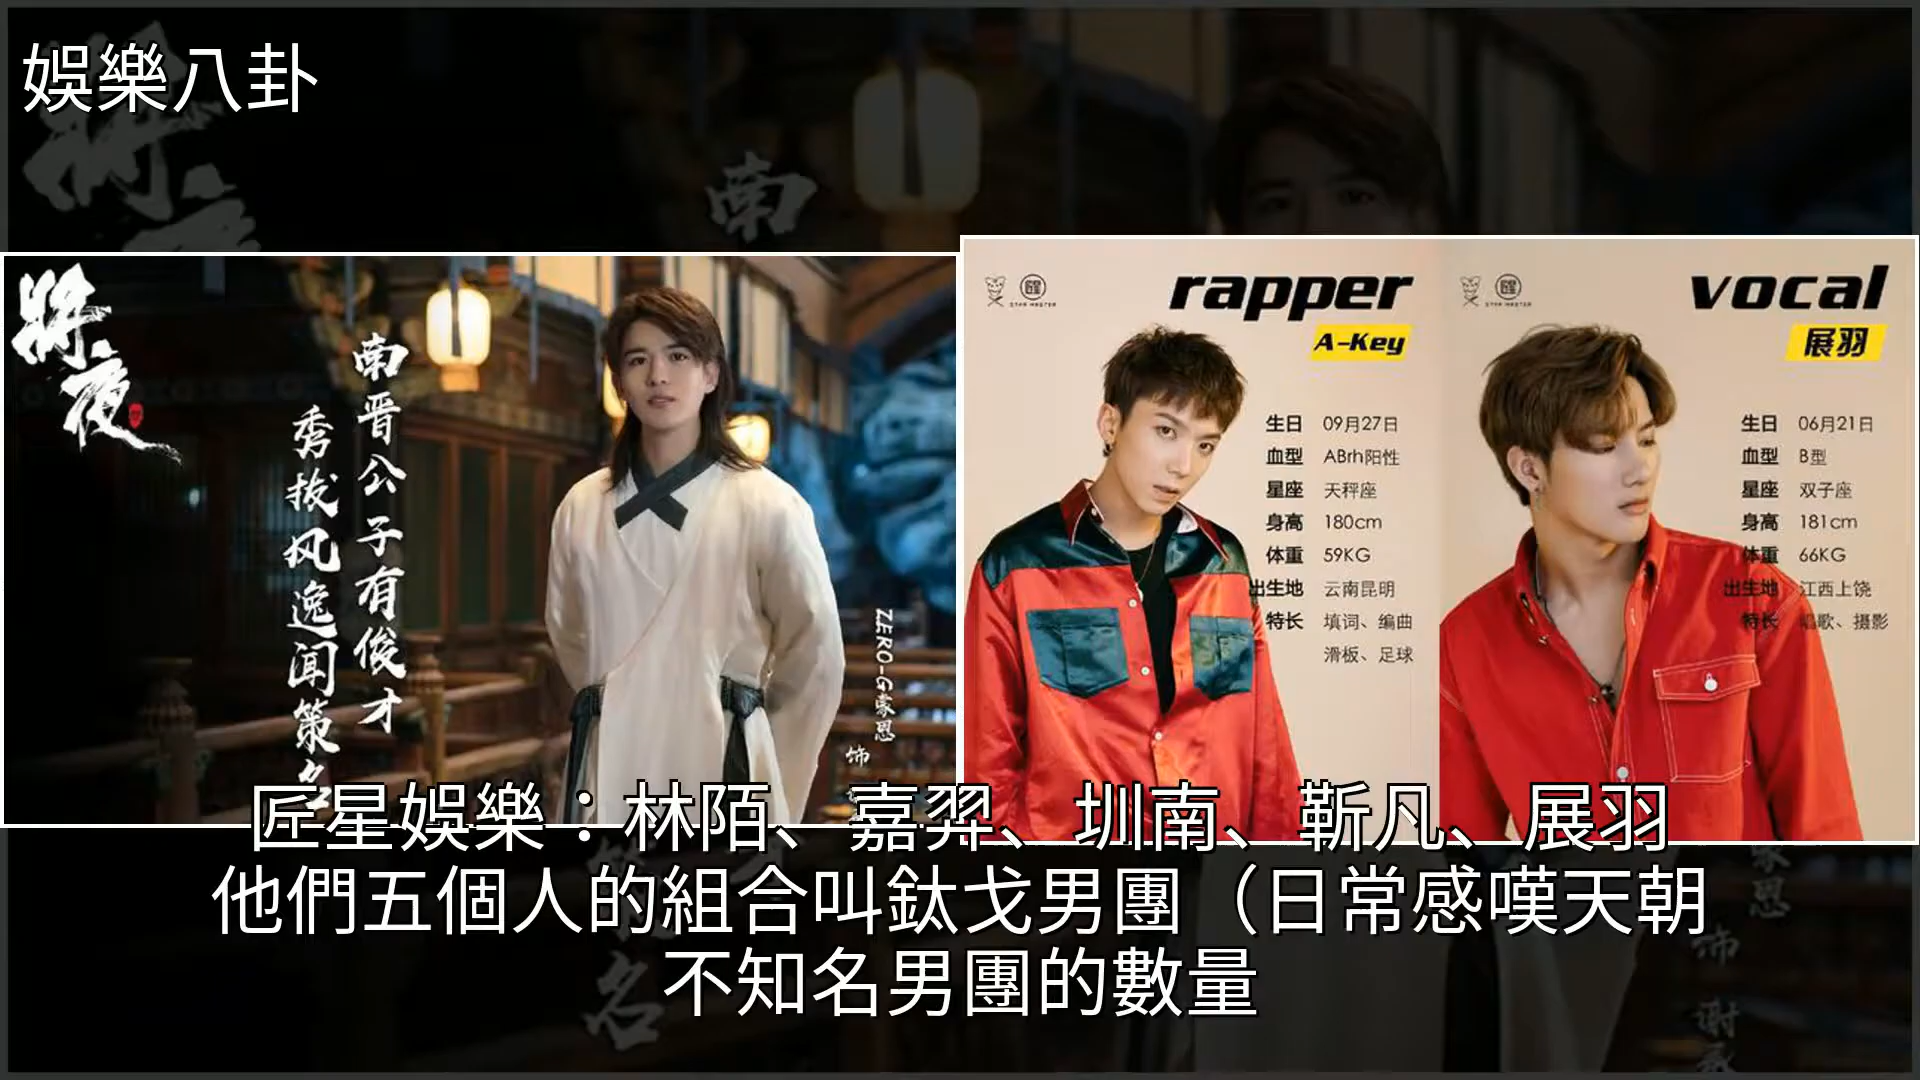 娛樂八卦
将夜
南晋公子有俊才
秀拔风逸闻策名
ZERO-G蒙恩
饰
rapper
A-Key
STAR MASTER
生日 09月27日
血型 ABrh阳性
星座 天秤座
身高 180cm
体重 59KG
出生地 云南昆明
特长 填词、编曲
滑板、足球
vocal
展羽
STAR MASTER
生日 06月21日
血型 B型
星座 双子座
身高 181cm
体重 66KG
出生地 江西上饶
特长 唱歌、摄影
匠星娛樂：林陌、嘉羿、圳南、靳凡、展羽
他們五個人的組合叫鈦戈男團（日常感嘆天朝
不知名男團的數量